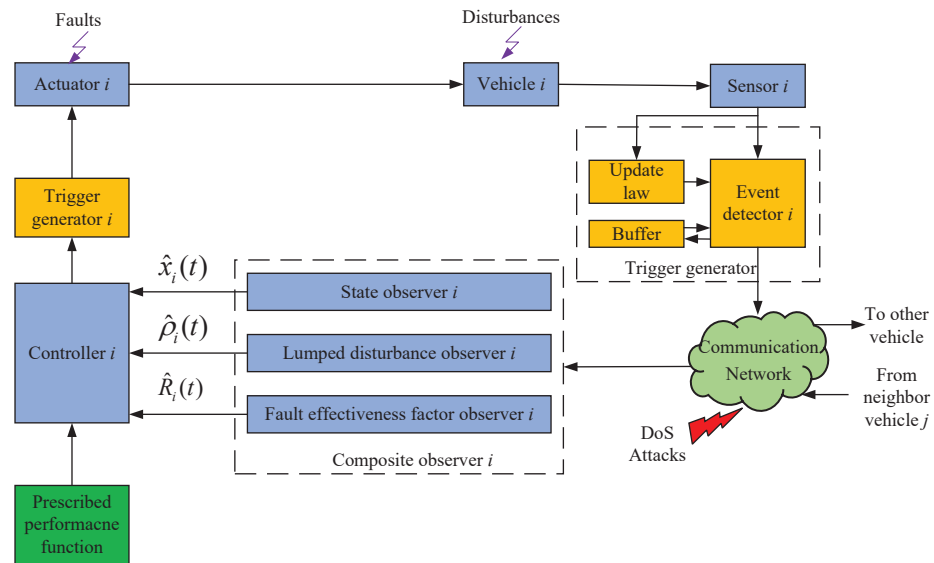 Faults
Disturbances
Actuator i
Vehicle i
Sensor i
Update
law
Event
detector i
Buffer
Trigger generator
Trigger
generator i
x̂ᵢ(t)
State observer i
ρ̂ᵢ(t)
Lumped disturbance observer i
R̂ᵢ(t)
Fault effectiveness factor observer i
Composite observer i
Controller i
Communication
Network
To other
vehicle
From
neighbor
vehicle j
DoS
Attacks
Prescribed
performacne
function